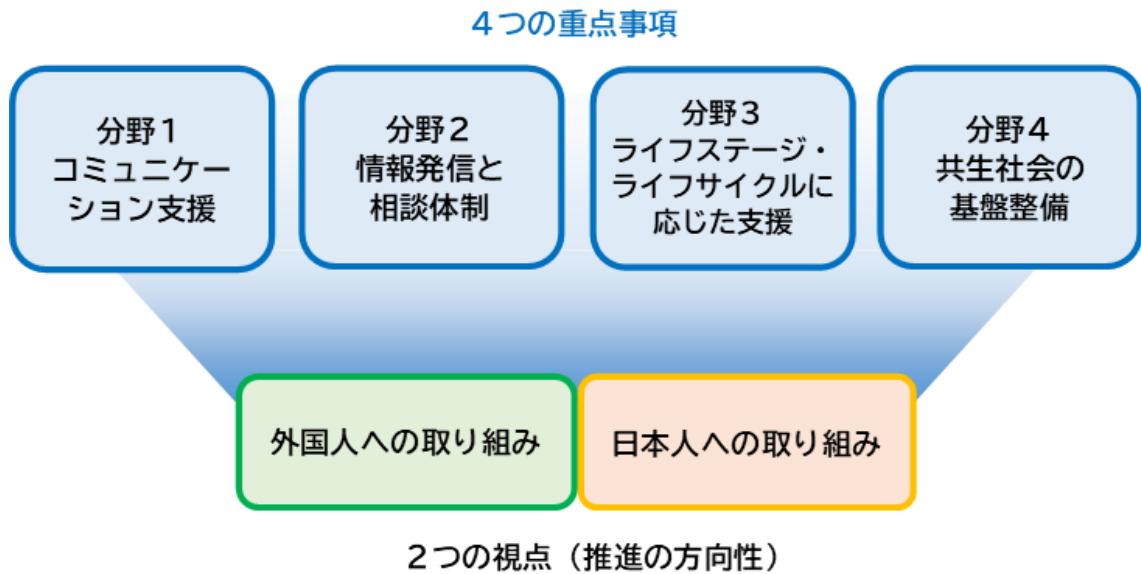 ４つの重点事項
分野１
コミュニケー
ション支援
分野２
情報発信と
相談体制
分野３
ライフステージ・
ライフサイクルに
応じた支援
分野４
共生社会の
基盤整備
外国人への取り組み
日本人への取り組み
２つの視点（推進の方向性）